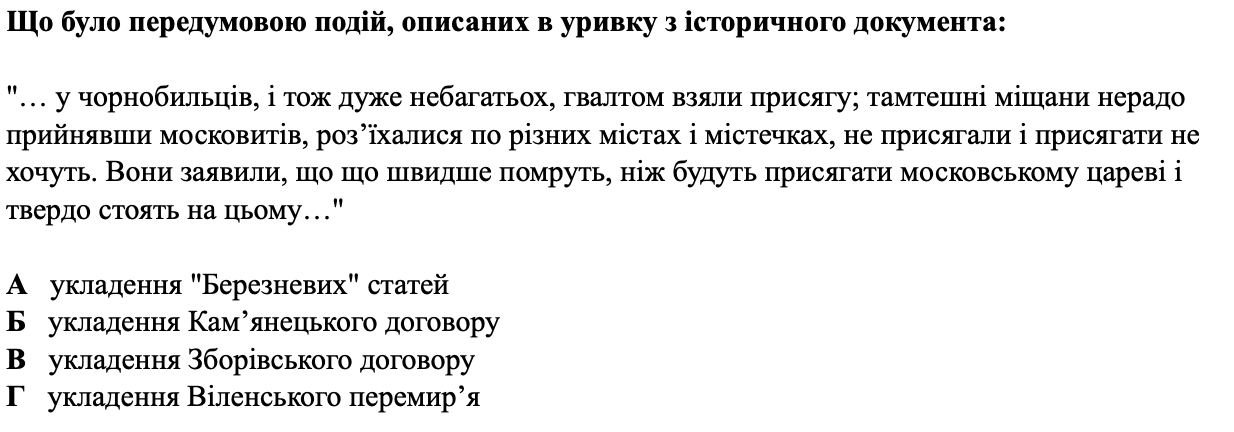 Що було передумовою подій, описаних в уривку з історичного документа:
"… у чорнобильців, і тож дуже небагатьох, гвалтом взяли присягу; тамтешні міщани нерадо
прийнявши московитів, роз’їхалися по різних містах і містечках, не присягали і присягати не
хочуть. Вони заявили, що що швидше помруть, ніж будуть присягати московському цареві і
твердо стоять на цьому…"
А укладення "Березневих" статей
Б укладення Кам’янецького договору
В укладення Зборівського договору
Г укладення Віленського перемир’я